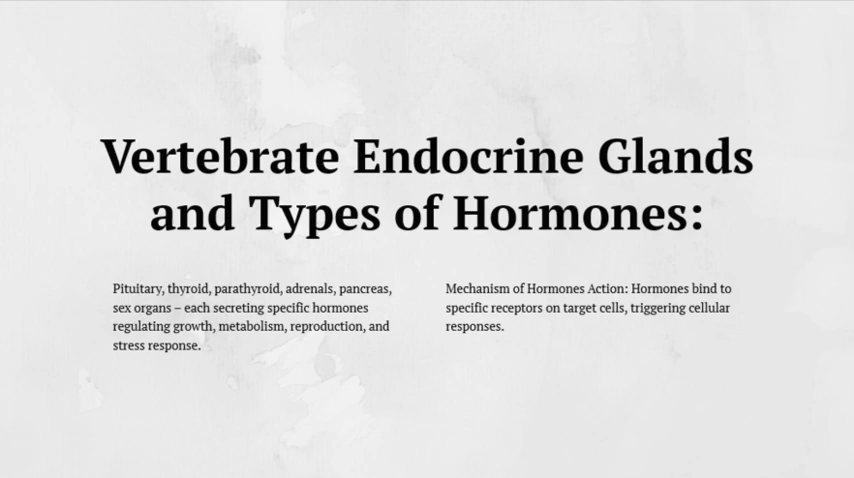 Vertebrate Endocrine Glands
and Types of Hormones:
Pituitary, thyroid, parathyroid, adrenals, pancreas,
sex organs – each secreting specific hormones
regulating growth, metabolism, reproduction, and
stress response.
Mechanism of Hormones Action: Hormones bind to
specific receptors on target cells, triggering cellular
responses.